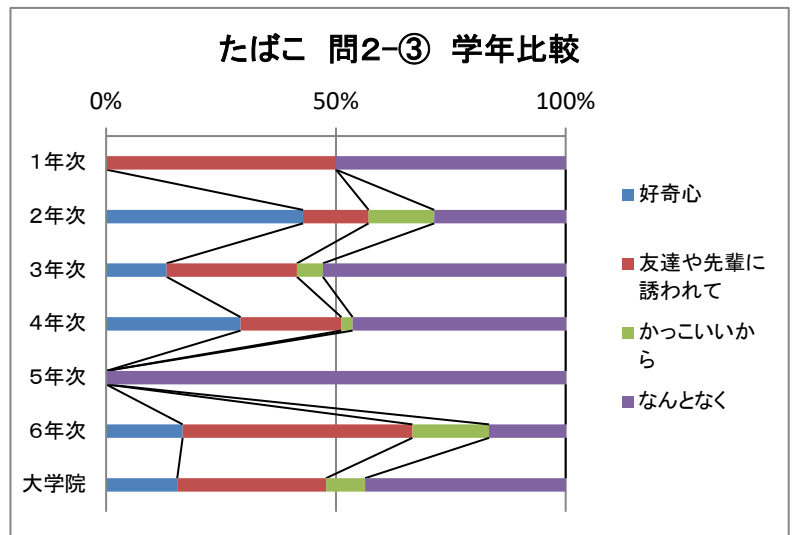 たばこ 問2-③ 学年比較
0%
50%
100%
1年次
2年次
3年次
4年次
5年次
6年次
大学院
好奇心
友達や先輩に
誘われて
かっこいいか
ら
なんとなく